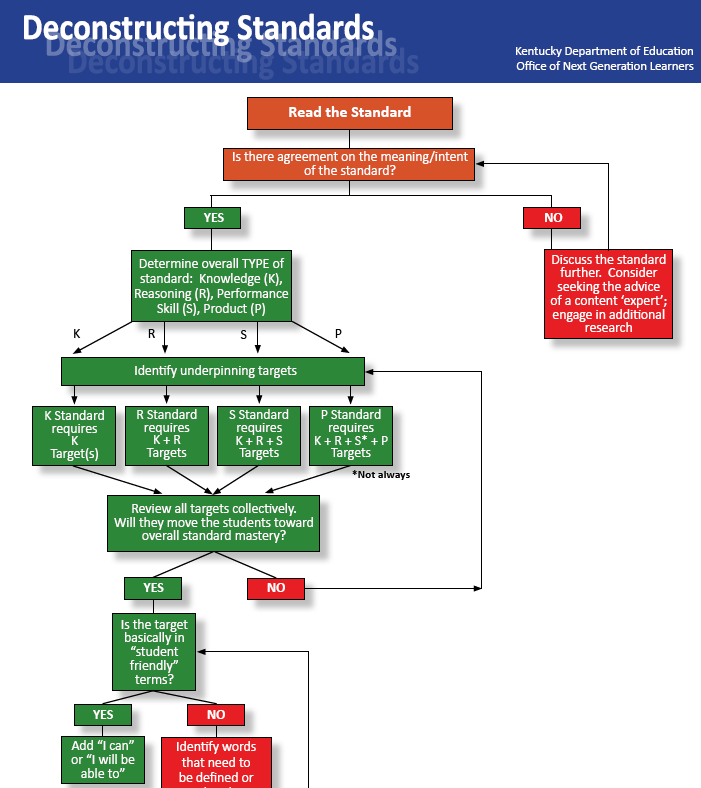 Deconstructing Standards
Kentucky Department of Education
Office of Next Generation Learners
Read the Standard
Is there agreement on the meaning/intent
of the standard?
YES
NO
Determine overall TYPE of
standard:  Knowledge (K),
Reasoning (R), Performance
Skill (S), Product (P)
Discuss the standard
further.  Consider
seeking the advice
of a content ‘expert’;
engage in additional
research
K
R
S
P
Identify underpinning targets
K Standard
requires
K
Target(s)
R Standard
requires
K + R
Targets
S Standard
requires
K + R + S
Targets
P Standard
requires
K + R + S* + P
Targets
*Not always
Review all targets collectively.
Will they move the students toward
overall standard mastery?
YES
NO
Is the target
basically in
“student
friendly”
terms?
YES
NO
Add “I can”
or “I will be
able to”
Identify words
that need to
be defined or